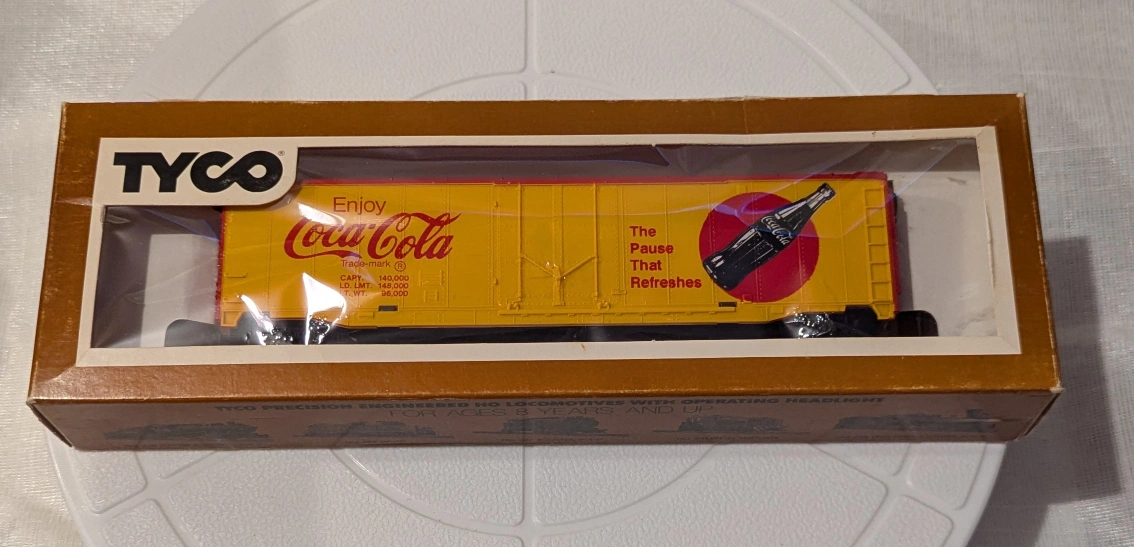 TYCO®
Enjoy
Coca-Cola
Trade-mark ®
CAPY. 140,000
LD. LMT. 148,000
T. WT. 96,000
The
Pause
That
Refreshes
Coca-Cola
TYCO PRECISION ENGINEERED HO LOCOMOTIVES WITH OPERATING HEADLIGHT
FOR AGES 8 YEARS AND UP